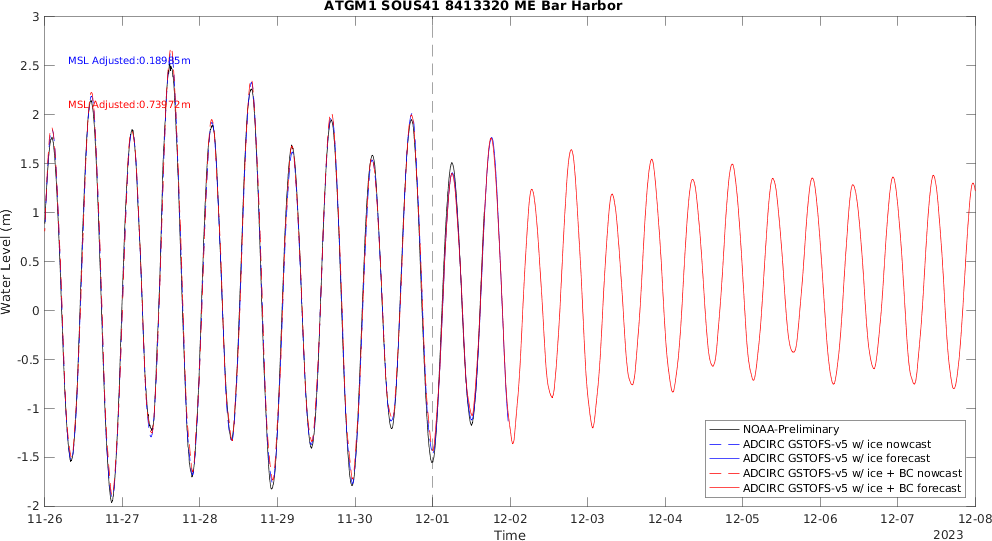 ATGM1 SOUS41 8413320 ME Bar Harbor
MSL Adjusted:0.18985m
MSL Adjusted:0.73972m
Water Level (m)
3
2.5
2
1.5
1
0.5
0
-0.5
-1
-1.5
-2
NOAA-Preliminary
ADCIRC GSTOFS-v5 w/ ice nowcast
ADCIRC GSTOFS-v5 w/ ice forecast
ADCIRC GSTOFS-v5 w/ ice + BC nowcast
ADCIRC GSTOFS-v5 w/ ice + BC forecast
11-26 11-27 11-28 11-29 11-30 12-01 12-02 12-03 12-04 12-05 12-06 12-07 12-08
Time
2023